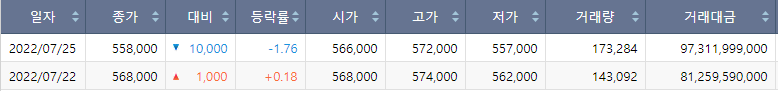 일자 종가 대비 등락률 시가 고가 저가 거래량 거래대금
2022/07/25 558,000 ▼ 10,000 -1.76 566,000 572,000 557,000 173,284 97,311,999,000
2022/07/22 568,000 ▲ 1,000 +0.18 568,000 574,000 562,000 143,092 81,259,590,000